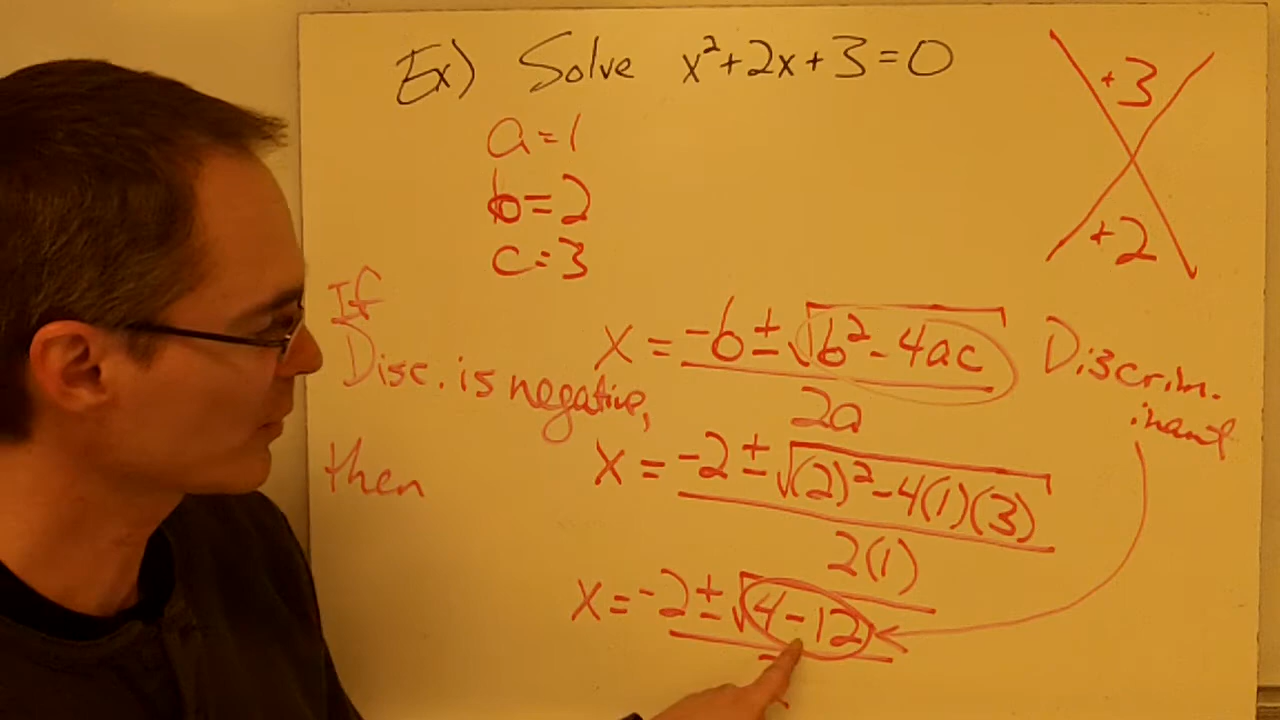 Ex) Solve x²+2x+3=0
+3
+2
a=1
b=2
c=3
If
Disc. is negative,
then
x = -b ± √b²-4ac
2a
Discrim.
inant
x = -2 ± √(2)²-4(1)(3)
2(1)
x = -2 ± √4-12